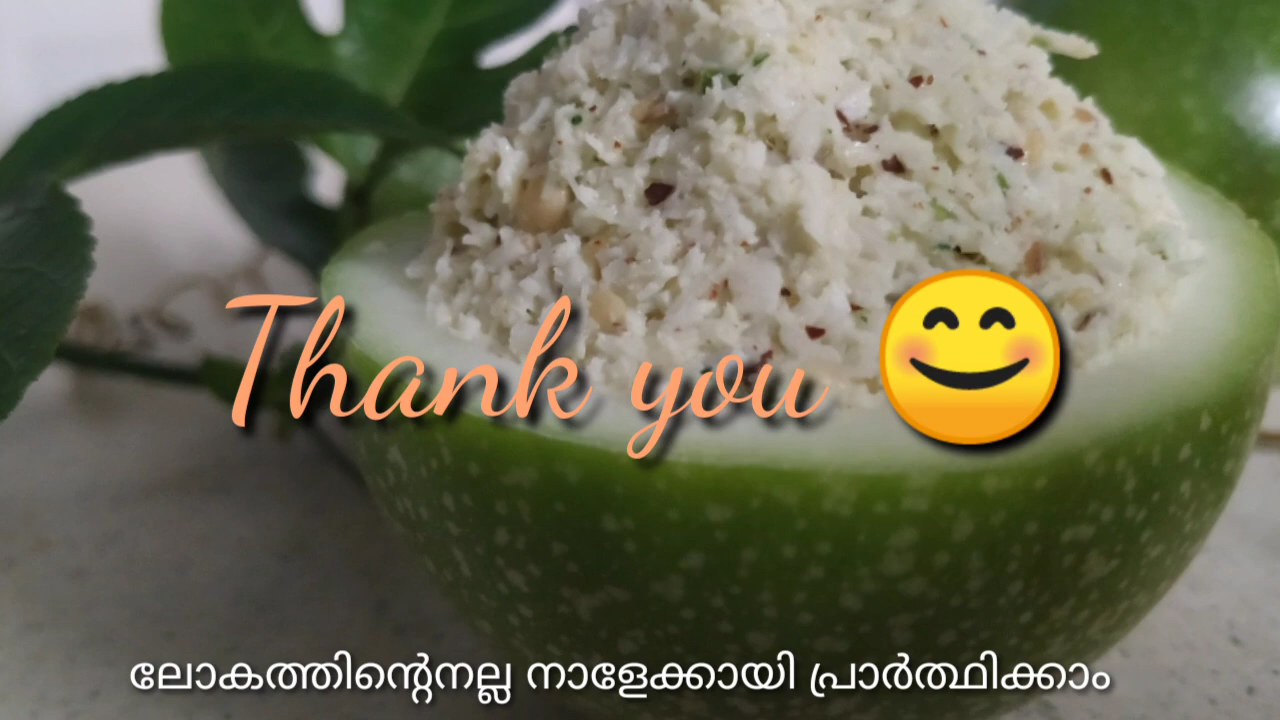 Thank you 😊
ലോകത്തിന്റെനല്ല നാളേക്കായി പ്രാർത്ഥിക്കാം